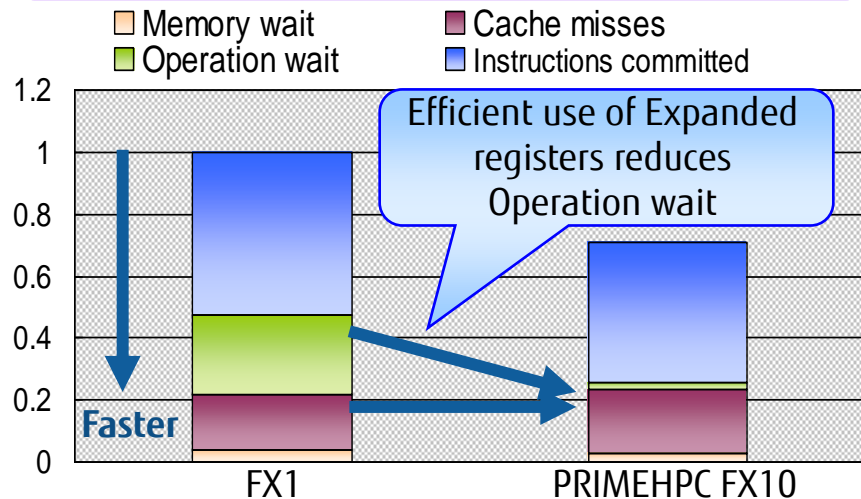 Memory wait
Cache misses
Operation wait
Instructions committed
1.2
1
0.8
0.6
0.4
0.2
0
Efficient use of Expanded
registers reduces
Operation wait
Faster
FX1
PRIMEHPC FX10